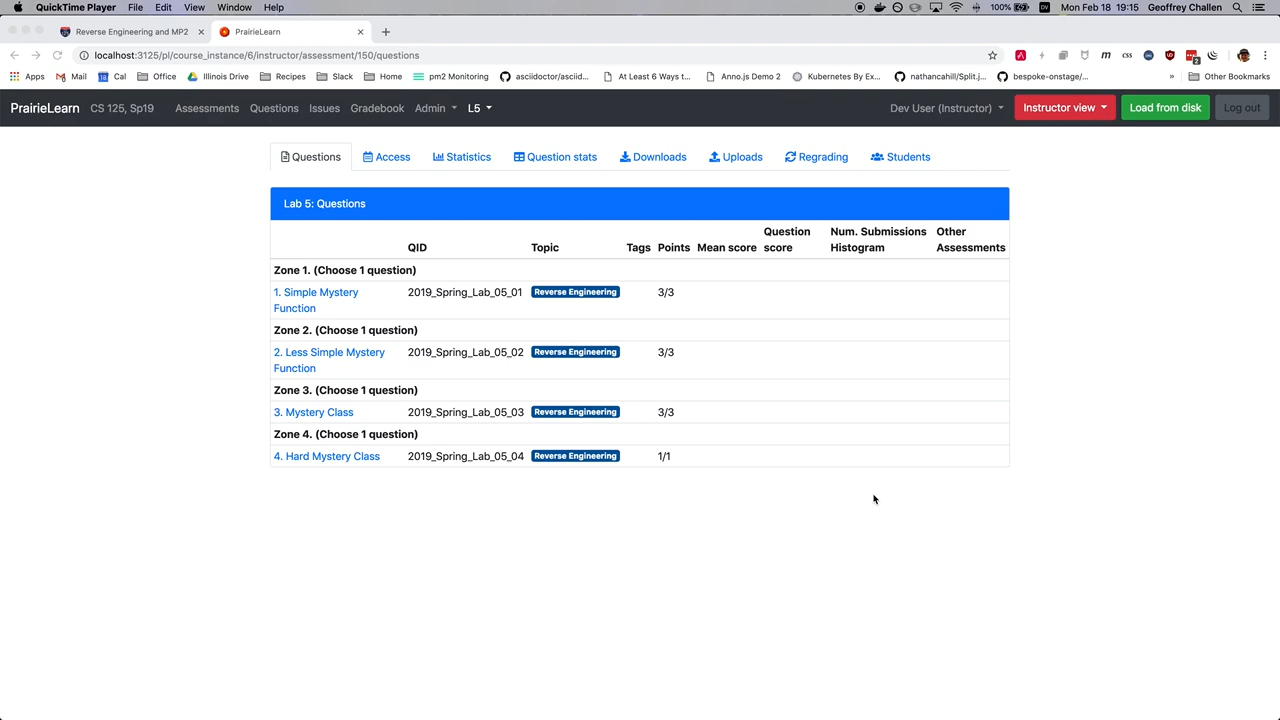 QuickTime Player File Edit View Window Help 100% Mon Feb 18 19:15 Geoffrey Challen
Reverse Engineering and MP2 PrairieLearn
localhost:3125/pl/course_instance/6/instructor/assessment/150/questions
Apps Mail Cal Office Illinois Drive Recipes Slack Home pm2 Monitoring asciidoctor/asciid... At Least 6 Ways t... Anno.js Demo 2 Kubernetes By Ex... nathancahill/Split.j... bespoke-onstage/... » Other Bookmarks
PrairieLearn CS 125, Sp19 Assessments Questions Issues Gradebook Admin L5 Dev User (Instructor) Instructor view Load from disk Log out
Questions Access Statistics Question stats Downloads Uploads Regrading Students
Lab 5: Questions
QID Topic Tags Points Mean score Question score Num. Submissions Histogram Other Assessments
Zone 1. (Choose 1 question)
1. Simple Mystery Function 2019_Spring_Lab_05_01 Reverse Engineering 3/3
Zone 2. (Choose 1 question)
2. Less Simple Mystery Function 2019_Spring_Lab_05_02 Reverse Engineering 3/3
Zone 3. (Choose 1 question)
3. Mystery Class 2019_Spring_Lab_05_03 Reverse Engineering 3/3
Zone 4. (Choose 1 question)
4. Hard Mystery Class 2019_Spring_Lab_05_04 Reverse Engineering 1/1